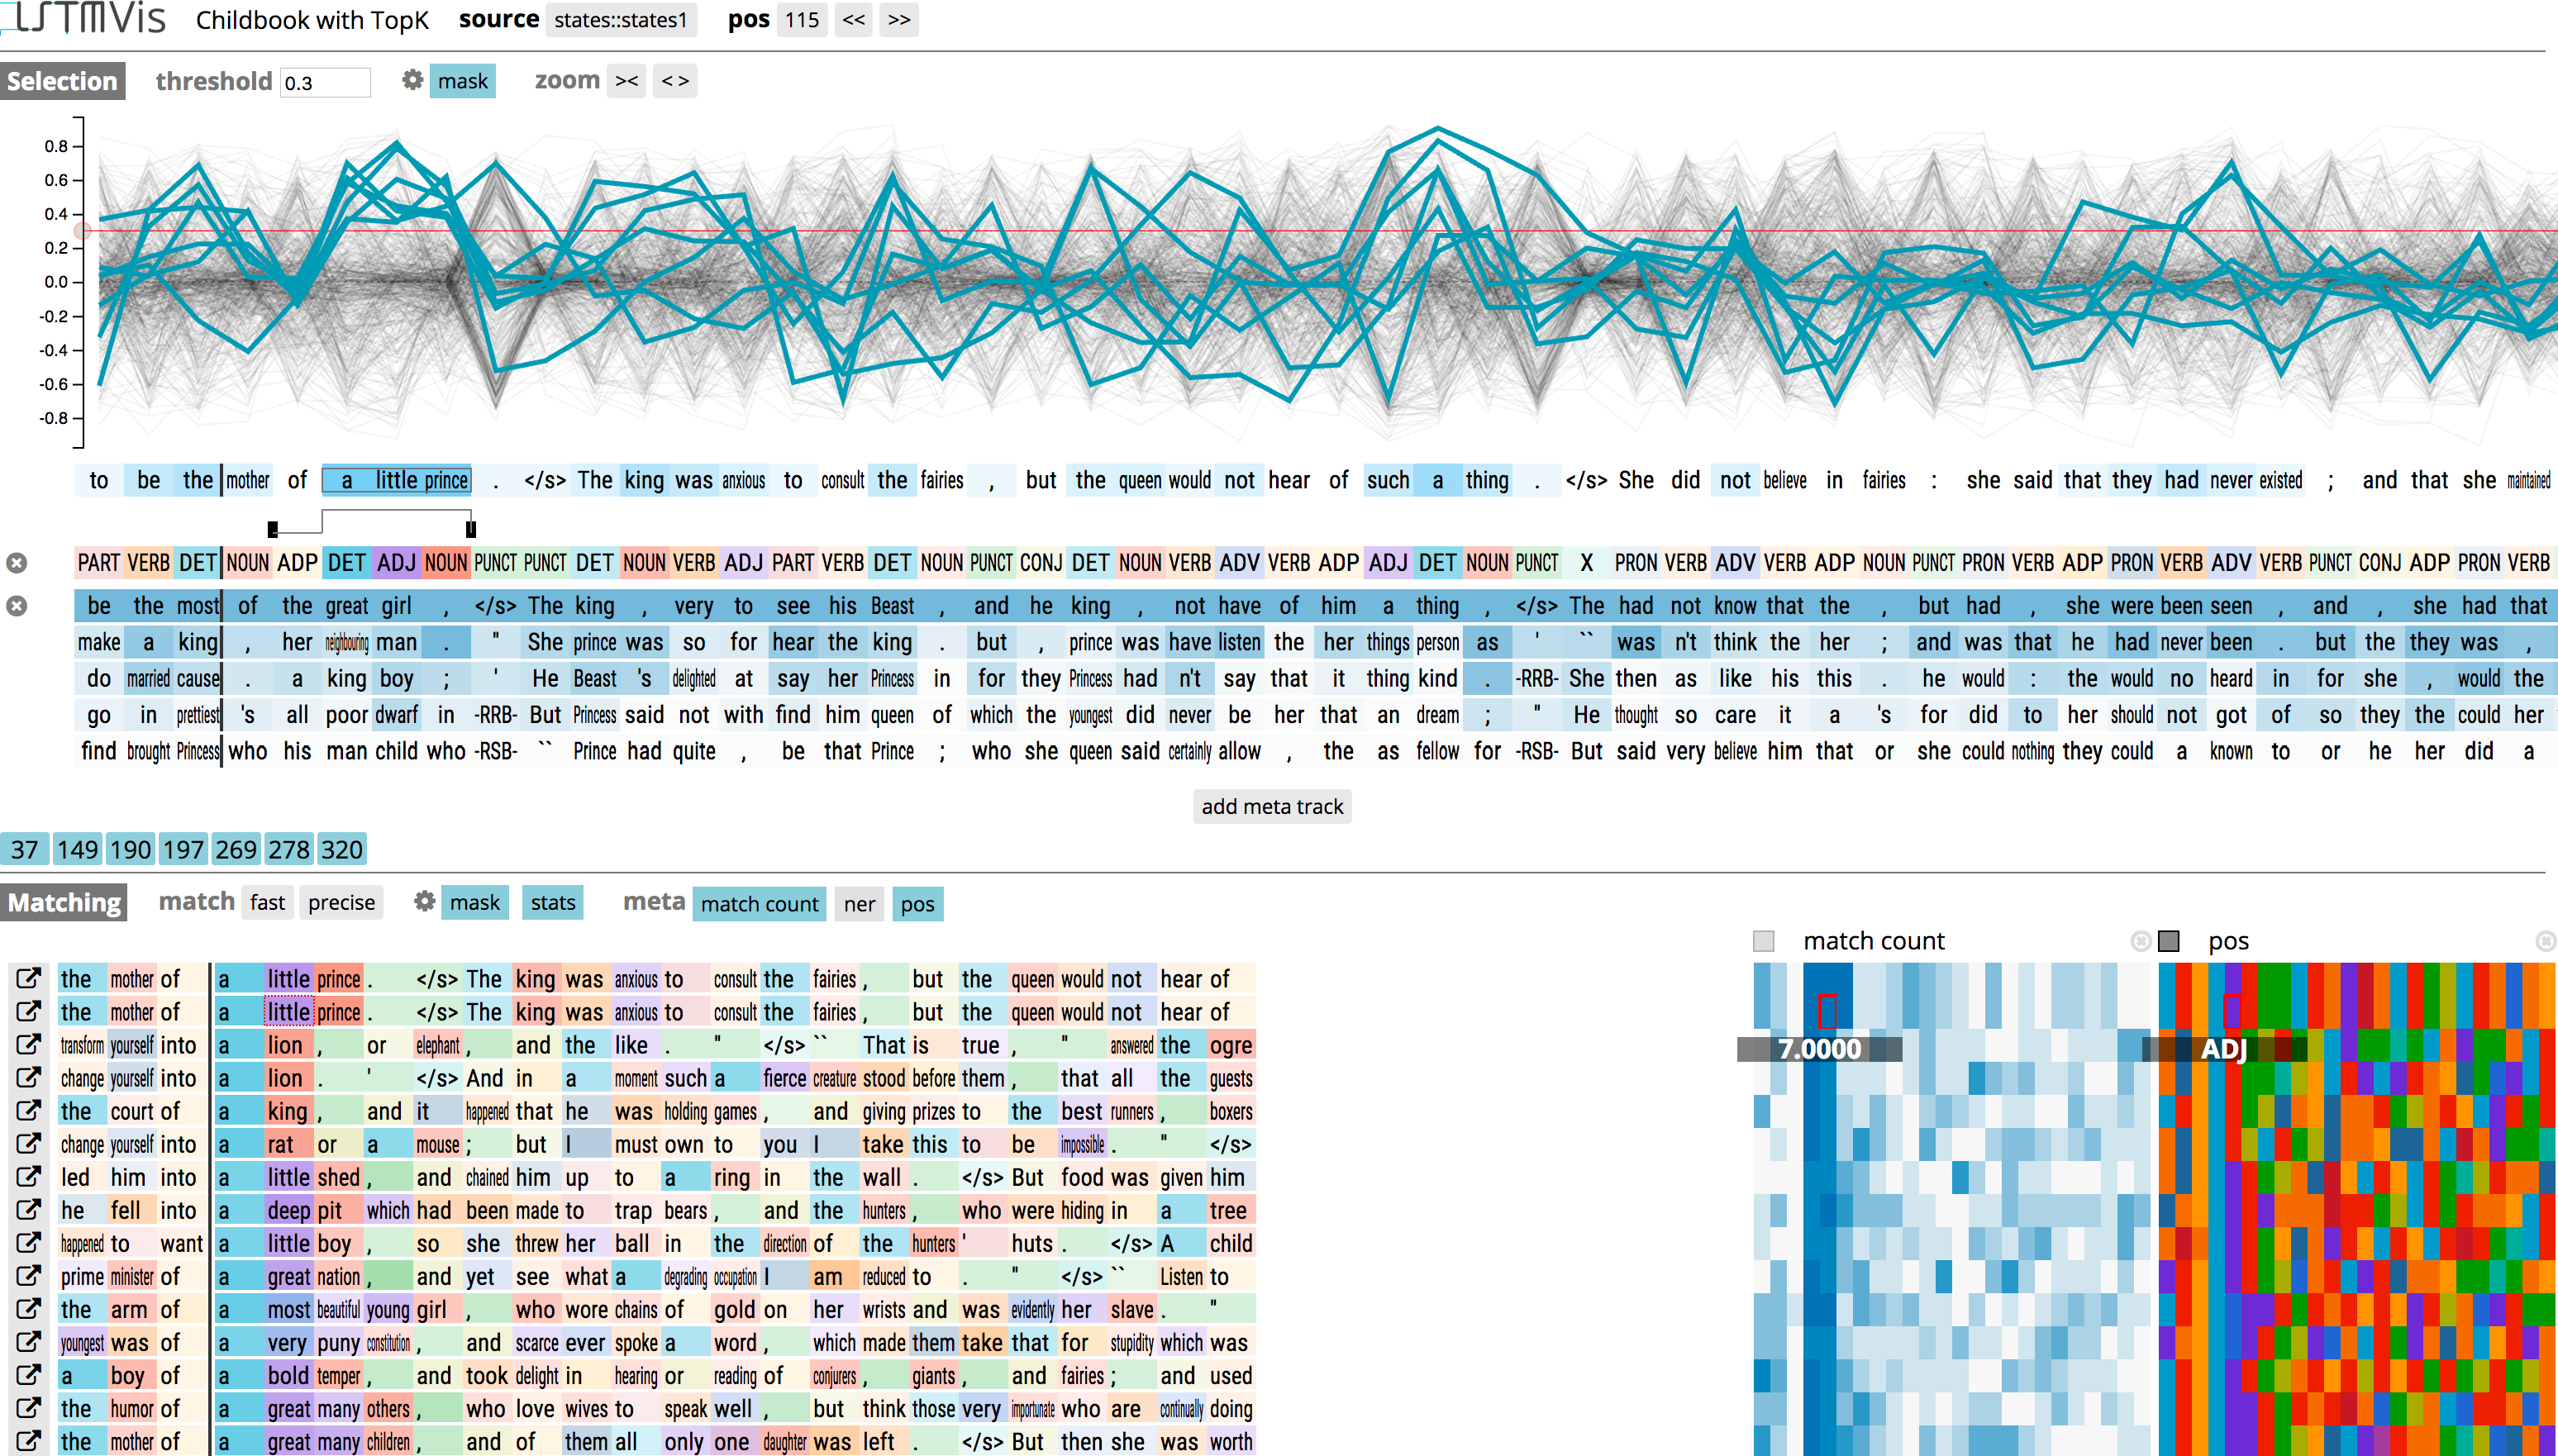 LSTMVis Childbook with TopK source states::states1 pos 115 << >>
Selection threshold 0.3 mask zoom >< < >
0.8
0.6
0.4
0.2
0.0
-0.2
-0.4
-0.6
-0.8
to be the mother of a little prince . </s> The king was anxious to consult the fairies , but the queen would not hear of such a thing . </s> She did not believe in fairies : she said that they had never existed ; and that she maintained
PART VERB DET NOUN ADP DET ADJ NOUN PUNCT PUNCT DET NOUN VERB ADJ PART VERB DET NOUN PUNCT CONJ DET NOUN VERB ADV VERB ADP ADJ DET NOUN PUNCT X PRON VERB ADV VERB ADP NOUN PUNCT PRON VERB ADP PRON VERB ADV VERB PUNCT CONJ ADP PRON VERB
be the most of the great girl , </s> The king , very to see his Beast , and he king , not have of him a thing , </s> The had not know that the , but had , she were been seen , and , she had that
make a king , her neighbouring man . " She prince was so for hear the king . but , prince was have listen the her things person as ' `` was n't think the her ; and was that he had never been . but the they was ,
do married cause . a king boy ; ' He Beast 's delighted at say her Princess in for they Princess had n't say that it thing kind . -RRB- She then as like his this . he would : the would no heard in for she , would the
go in prettiest 's all poor dwarf in -RRB- But Princess said not with find him queen of which the youngest did never be her that an dream ; " He thought so care it a 's for did to her should not got of so they the could her
find brought Princess who his man child who -RSB- `` Prince had quite , be that Prince ; who she queen said certainly allow , the as fellow for -RSB- But said very believe him that or she could nothing they could a known to or he her did a
add meta track
37 149 190 197 269 278 320
Matching match fast precise mask stats meta match count ner pos
match count pos
the mother of a little prince . </s> The king was anxious to consult the fairies , but the queen would not hear of
the mother of a little prince . </s> The king was anxious to consult the fairies , but the queen would not hear of
transform yourself into a lion , or elephant , and the like . " </s> `` That is true , " answered the ogre
7.0000 ADJ
change yourself into a lion . ' </s> And in a moment such a fierce creature stood before them , that all the guests
the court of a king , and it happened that he was holding games , and giving prizes to the best runners , boxers
change yourself into a rat or a mouse ; but I must own to you I take this to be impossible . " </s>
led him into a little shed , and chained him up to a ring in the wall . </s> But food was given him
he fell into a deep pit which had been made to trap bears , and the hunters , who were hiding in a tree
happened to want a little boy , so she threw her ball in the direction of the hunters ' huts . </s> A child
prime minister of a great nation , and yet see what a degrading occupation I am reduced to . " </s> `` Listen to
the arm of a most beautiful young girl , who wore chains of gold on her wrists and was evidently her slave . "
youngest was of a very puny constitution , and scarce ever spoke a word , which made them take that for stupidity which was
a boy of a bold temper , and took delight in hearing or reading of conjurers , giants , and fairies ; and used
the humor of a great many others , who love wives to speak well , but think those very importunate who are continually doing
the mother of a great many children , and of them all only one daughter was left . </s> But then she was worth